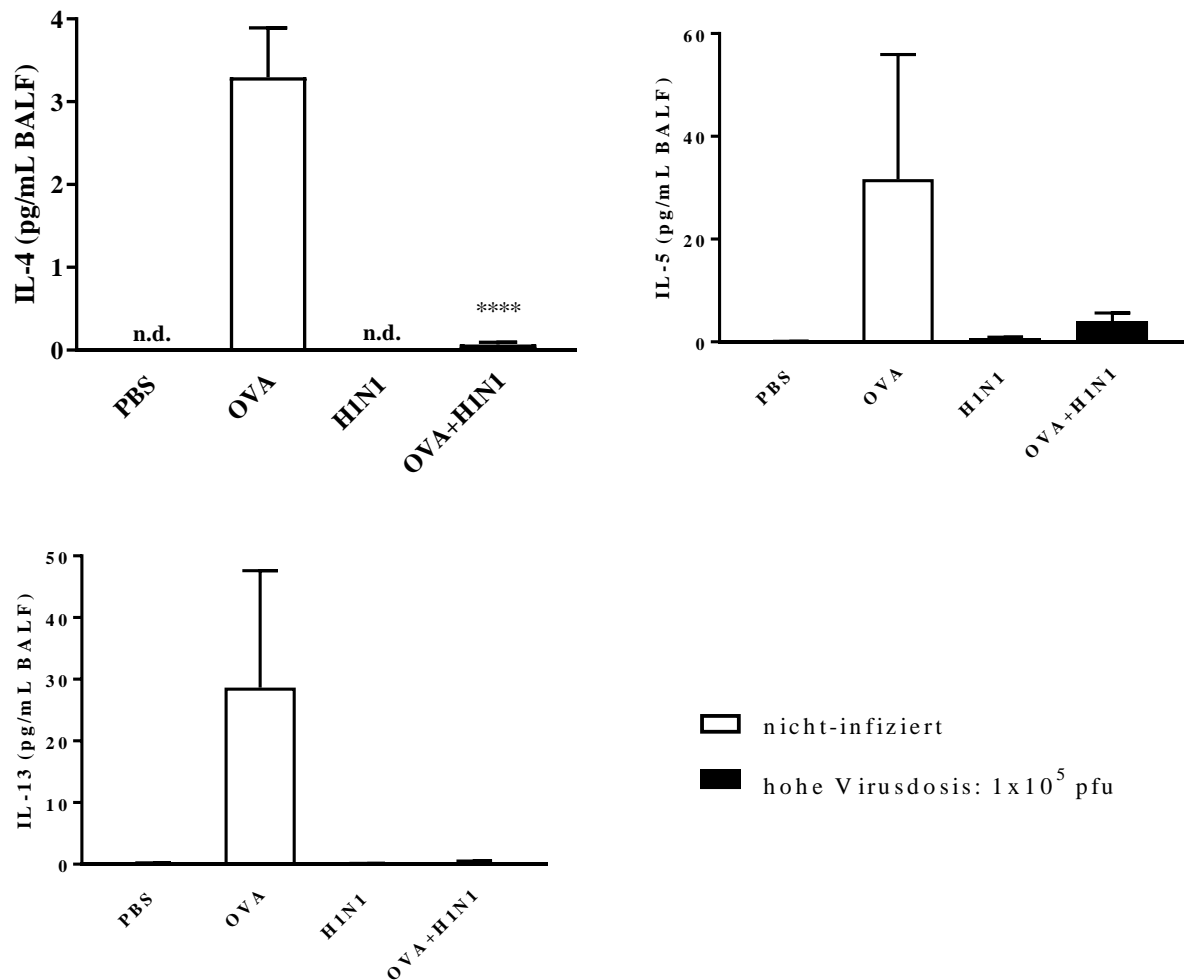 IL-4 (pg/mL BALF)
4
3
2
1
0
n.d.
n.d.
****
PBS
OVA
H1N1
OVA+H1N1
IL-5 (pg/mL BALF)
60
40
20
0
PBS
OVA
H1N1
OVA+H1N1
IL-13 (pg/mL BALF)
50
40
30
20
10
0
PBS
OVA
H1N1
OVA+H1N1
nicht-infiziert
hohe Virusdosis: 1x10⁵ pfu